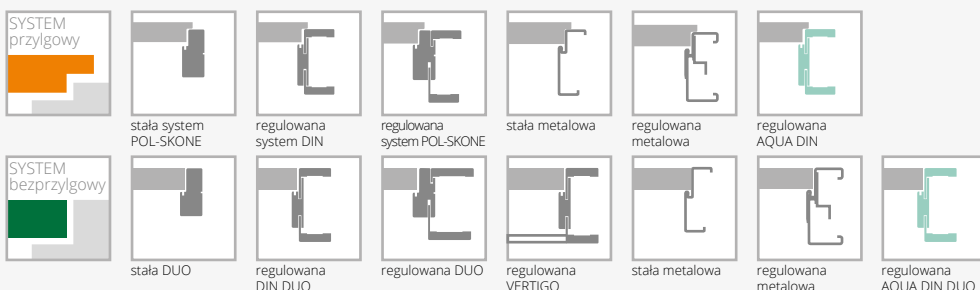 SYSTEM
przylgowy
stała system
POL-SKONE
regulowana
system DIN
regulowana
system POL-SKONE
stała metalowa
regulowana
metalowa
regulowana
AQUA DIN
SYSTEM
bezprzylgowy
stała DUO
regulowana
DIN DUO
regulowana DUO
regulowana
VERTIGO
stała metalowa
regulowana
metalowa
regulowana
AQUA DIN DUO